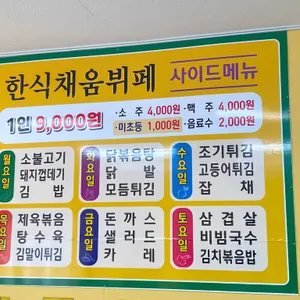 한식채움뷔페 사이드메뉴
1인 9,000원 ·소 주 4,000원 ·맥 주 4,000원
·미초동 1,000원 ·음료수 2,000원
월요일 소불고기 돼지껍데기 김 밥
화요일 닭볶음탕 닭 발 모듬튀김
수요일 조기튀김 고등어튀김 잡 채
목요일 제육볶음 탕수육 김말이튀김
금요일 돈까스 샐러드 카레
토요일 삼겹살 비빔국수 김치볶음밥